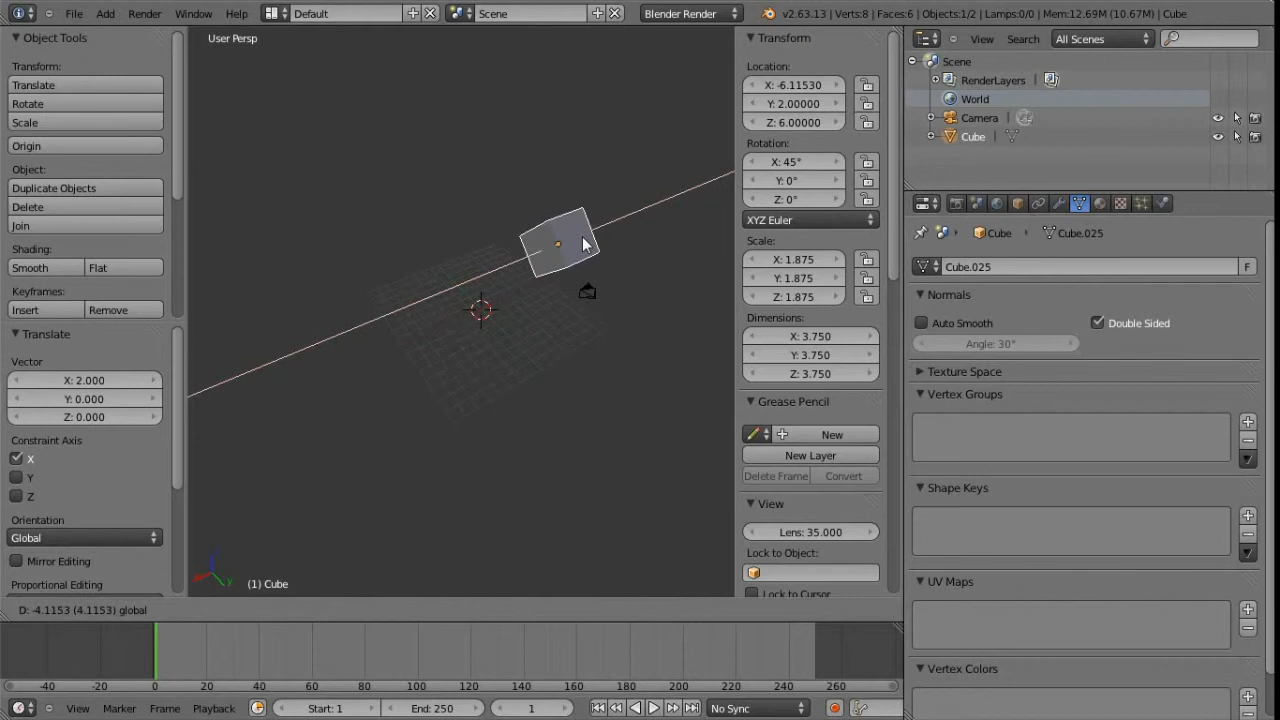 File Add Render Window Help Default Scene Blender Render v2.63.13 | Verts:8 | Faces:6 | Objects:1/2 | Lamps:0/0 | Mem:12.69M (10.67M) | Cube
Object Tools
Transform:
Translate
Rotate
Scale
Origin
Object:
Duplicate Objects
Delete
Join
Shading:
Smooth Flat
Keyframes:
Insert Remove
Translate
Vector
X: 2.000
Y: 0.000
Z: 0.000
Constraint Axis
X
Y
Z
Orientation
Global
Mirror Editing
Proportional Editing
User Persp
(1) Cube
D: -4.1153 (4.1153) global
Transform
Location:
X: -6.11530
Y: 2.00000
Z: 6.00000
Rotation:
X: 45°
Y: 0°
Z: 0°
XYZ Euler
Scale:
X: 1.875
Y: 1.875
Z: 1.875
Dimensions:
X: 3.750
Y: 3.750
Z: 3.750
Grease Pencil
New
New Layer
Delete Frame Convert
View
Lens: 35.000
Lock to Object:
Lock to Cursor
View Search All Scenes
Scene
RenderLayers |
World
Camera |
Cube |
Cube Cube.025
Cube.025 F
Normals
Auto Smooth Double Sided
Angle: 30°
Texture Space
Vertex Groups
Shape Keys
UV Maps
Vertex Colors
-40 -20 0 20 40 60 80 100 120 140 160 180 200 220 240 260
View Marker Frame Playback Start: 1 End: 250 1 No Sync